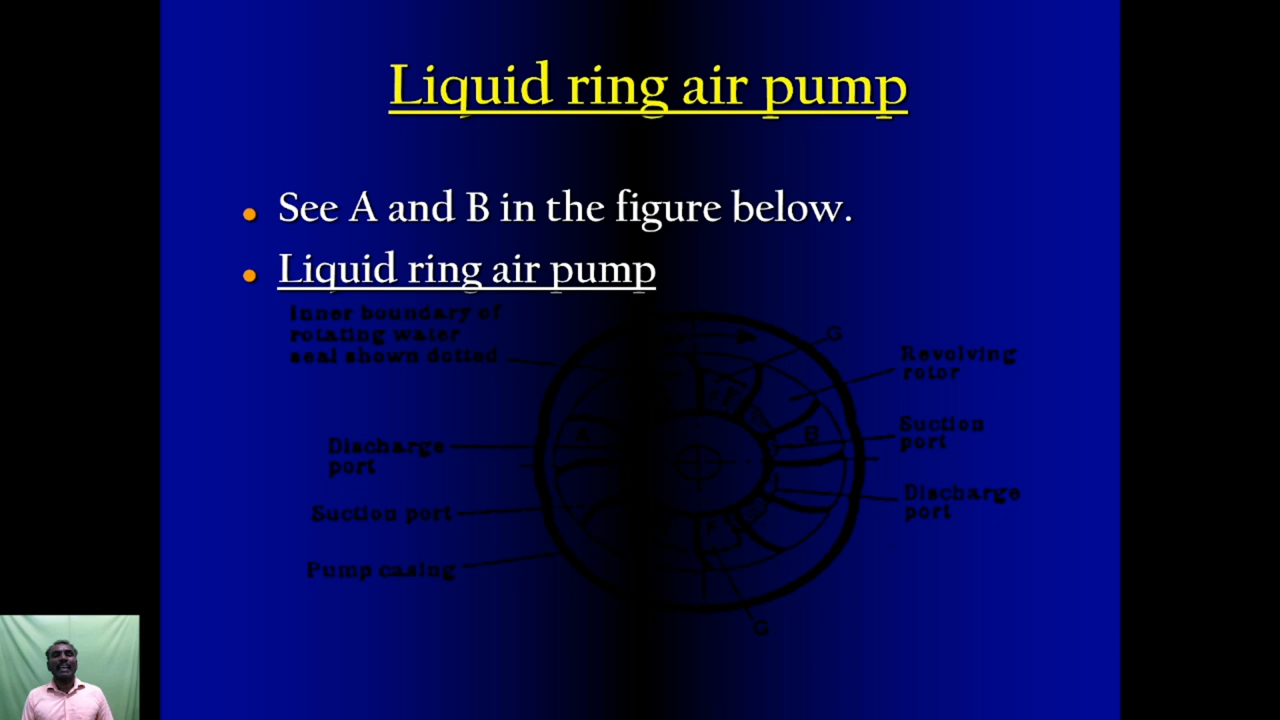 Liquid ring air pump
See A and B in the figure below.
Liquid ring air pump
Inner boundary of
rotating water
seal shown dotted
G
Revolving
rotor
A
B
Suction
port
Discharge
port
Discharge
port
Suction port
F
Pump casing
G